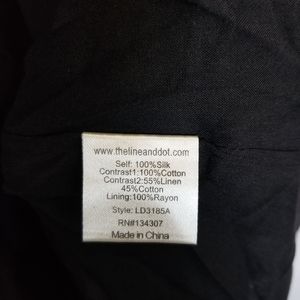 www.thelineanddot.com
Self: 100%Silk
Contrast1:100%Cotton
Contrast2:55%Linen
45%Cotton
Lining:100%Rayon
Style: LD3185A
RN#134307
Made in China